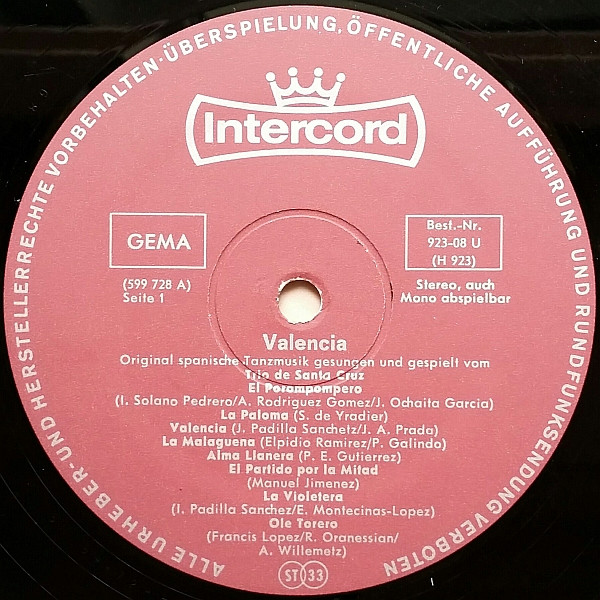 ALLE URHEBER- UND HERSTELLERRECHTE VORBEHALTEN · ÜBERSPIELUNG, ÖFFENTLICHE AUFFÜHRUNG UND RUNDFUNKSENDUNG VERBOTEN
Intercord
GEMA
Best.-Nr.
923-08 U
(H 923)
(599 728 A)
Seite 1
Stereo, auch
Mono abspielbar
Valencia
Original spanische Tanzmusik gesungen und gespielt vom
Trio de Santa Cruz
El Porompompero
(I. Solano Pedrero/A. Rodriguez Gomez/J. Ochaita Garcia)
La Paloma (S. de Yradier)
Valencia (J. Padilla Sanchetz/J. A. Prada)
La Malaguena (Elpidio Ramirez/P. Galindo)
Alma Llanera (P. E. Gutierrez)
El Partido por la Mitad
(Manuel Jimenez)
La Violetera
(I. Padilla Sanchez/E. Montecinas-Lopez)
Ole Torero
(Francis Lopez/R. Oranessian/
A. Willemetz)
ST 33